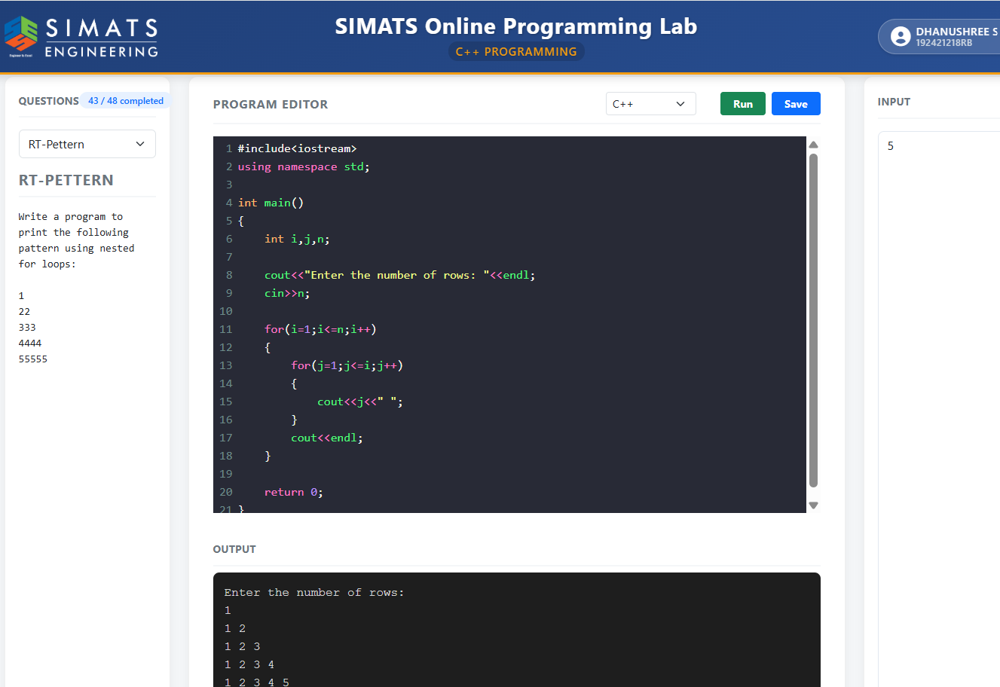 SIMATS
ENGINEERING
Engineer to Excel
SIMATS Online Programming Lab
C++ PROGRAMMING
DHANUSHREE S
192421218RB
QUESTIONS
43 / 48 completed
RT-Pettern
RT-PETTERN
Write a program to
print the following
pattern using nested
for loops:
1
22
333
4444
55555
PROGRAM EDITOR
C++
Run
Save
1 #include<iostream>
2 using namespace std;
3
4 int main()
5 {
6     int i,j,n;
7
8     cout<<"Enter the number of rows: "<<endl;
9     cin>>n;
10
11     for(i=1;i<=n;i++)
12     {
13         for(j=1;j<=i;j++)
14         {
15             cout<<j<<" ";
16         }
17         cout<<endl;
18     }
19
20     return 0;
21 }
OUTPUT
Enter the number of rows:
1
1 2
1 2 3
1 2 3 4
1 2 3 4 5
INPUT
5